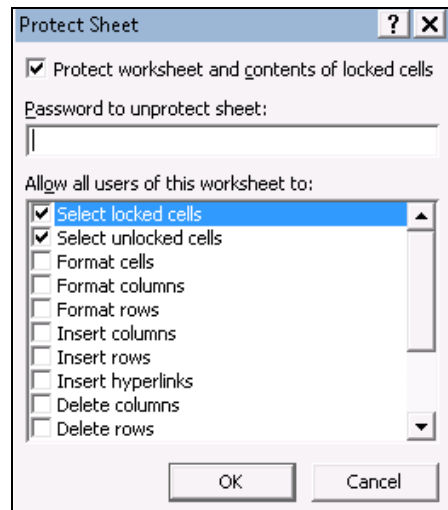 Protect Sheet
Protect worksheet and contents of locked cells
Password to unprotect sheet:
Allow all users of this worksheet to:
Select locked cells
Select unlocked cells
Format cells
Format columns
Format rows
Insert columns
Insert rows
Insert hyperlinks
Delete columns
Delete rows
OK Cancel